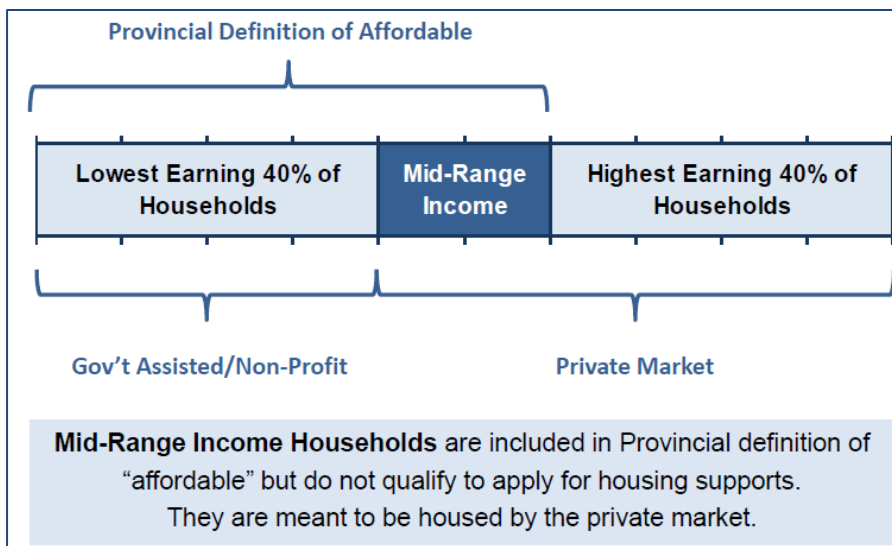 Provincial Definition of Affordable
Lowest Earning 40% of
Households
Mid-Range
Income
Highest Earning 40% of
Households
Gov’t Assisted/Non-Profit
Private Market
Mid-Range Income Households are included in Provincial definition of
“affordable” but do not qualify to apply for housing supports.
They are meant to be housed by the private market.